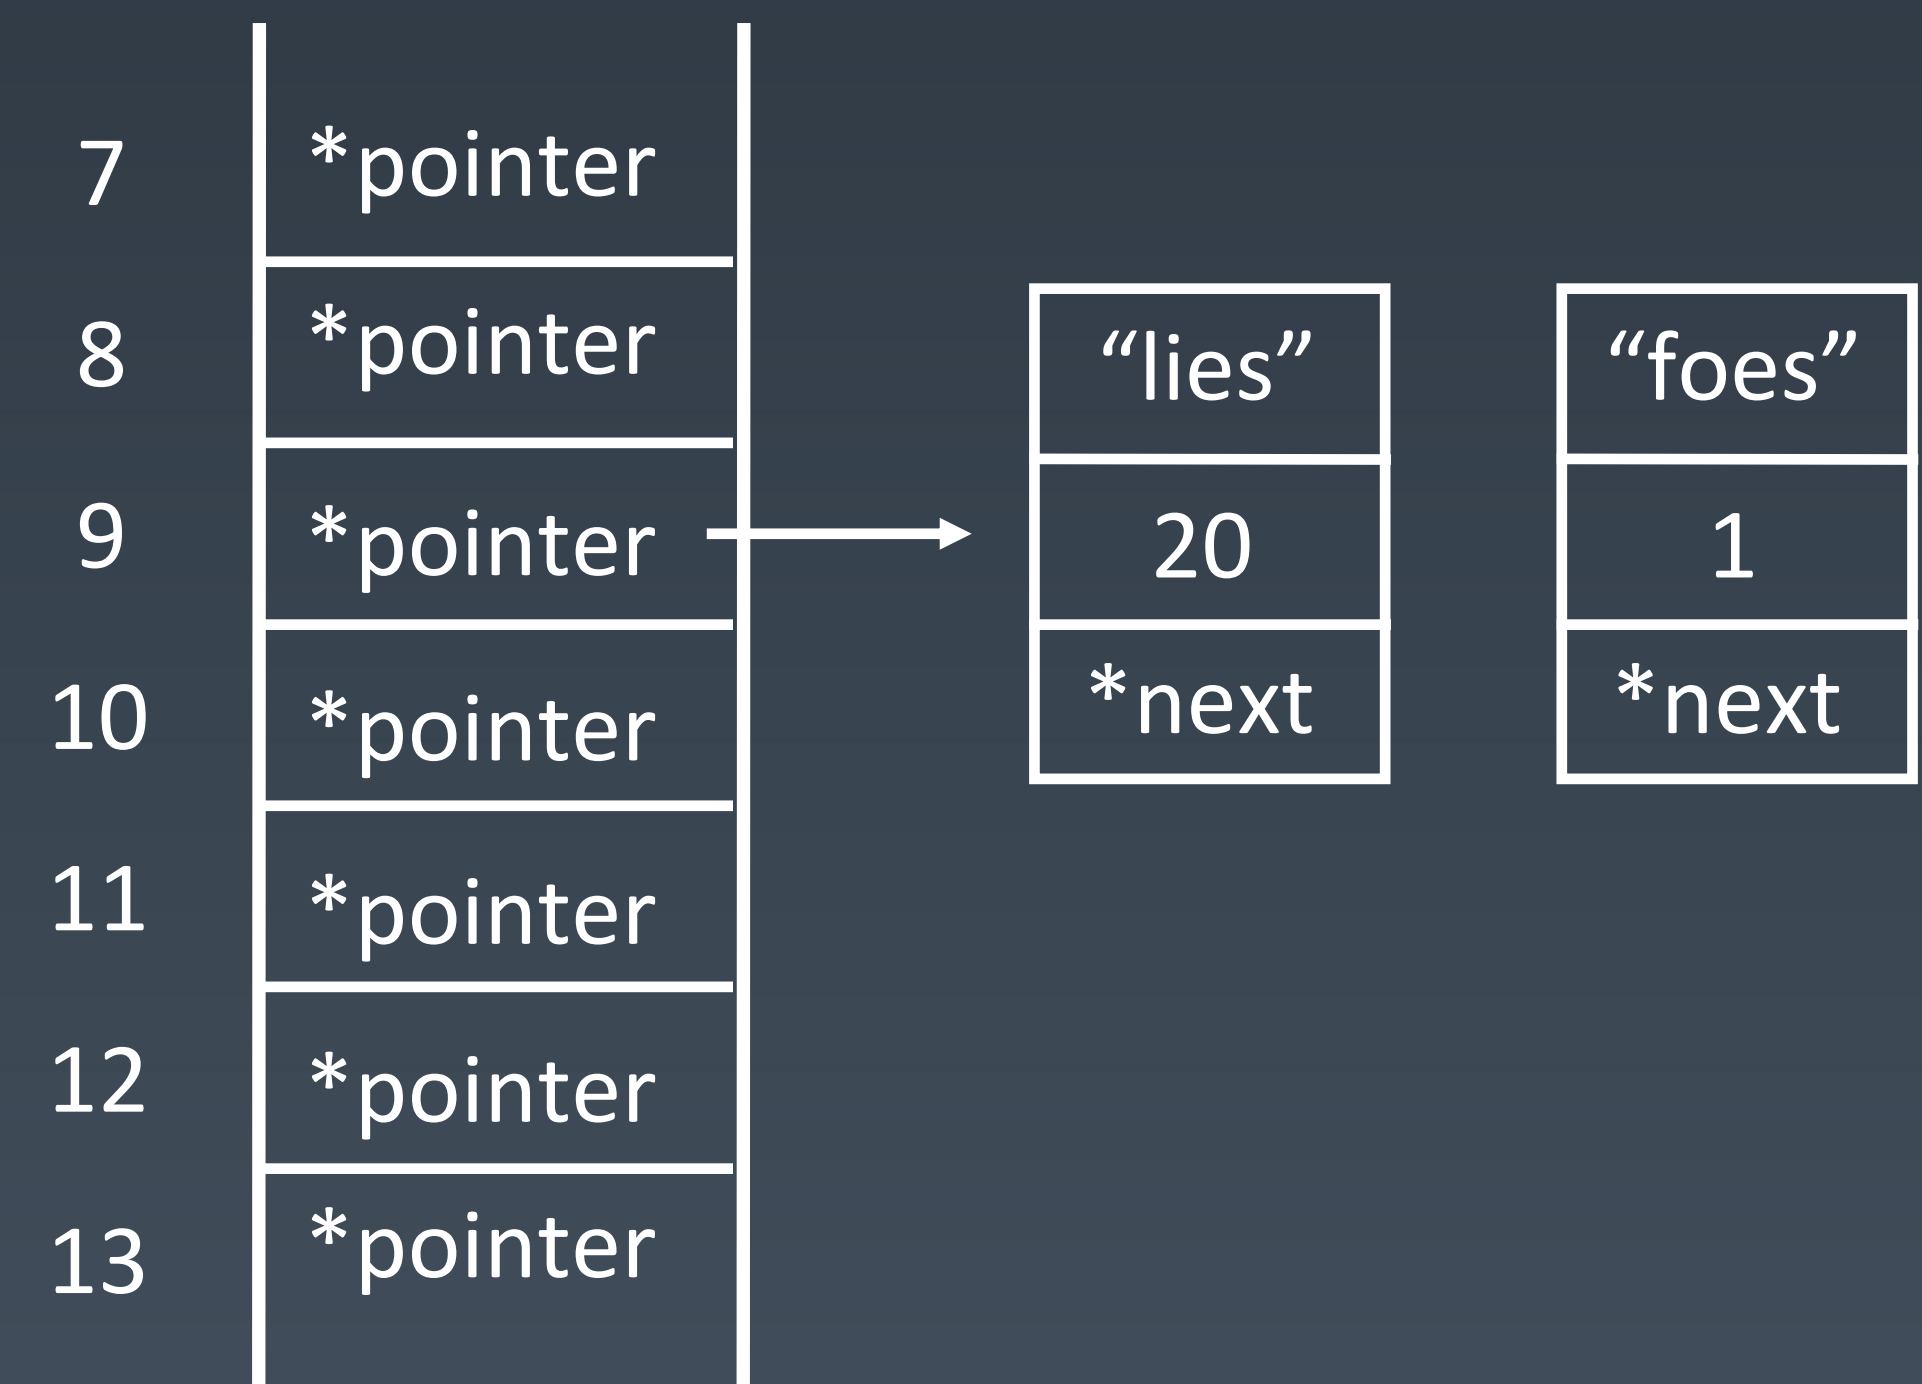 7 *pointer
8 *pointer
“lies” “foes”
9 *pointer
20 1
10 *pointer
*next *next
11 *pointer
12 *pointer
13 *pointer